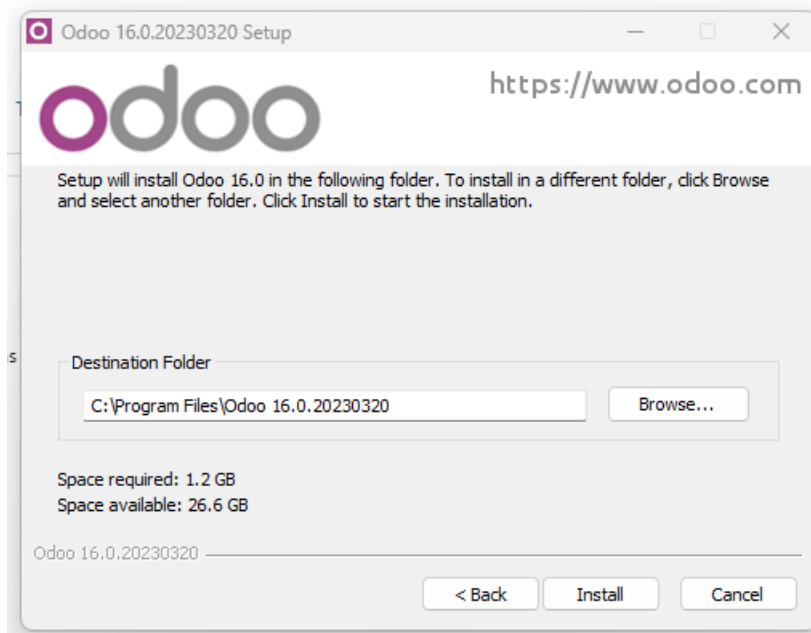 Odoo 16.0.20230320 Setup
odoo
https://www.odoo.com
Setup will install Odoo 16.0 in the following folder. To install in a different folder, click Browse
and select another folder. Click Install to start the installation.
s
Destination Folder
C:\Program Files\Odoo 16.0.20230320
Browse...
Space required: 1.2 GB
Space available: 26.6 GB
Odoo 16.0.20230320
< Back
Install
Cancel